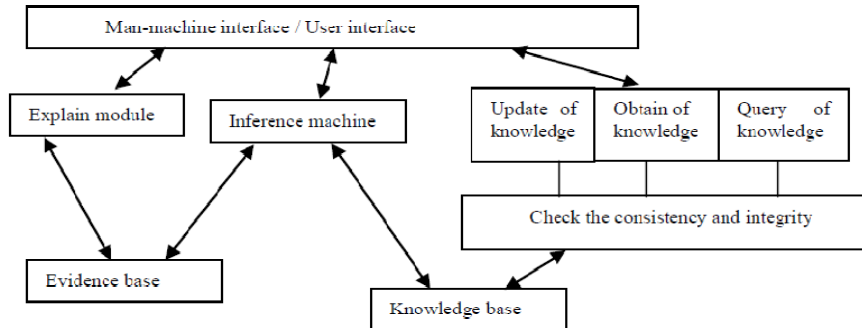 Man-machine interface / User interface
Explain module
Inference machine
Update of
knowledge
Obtain of
knowledge
Query of
knowledge
Check the consistency and integrity
Evidence base
Knowledge base